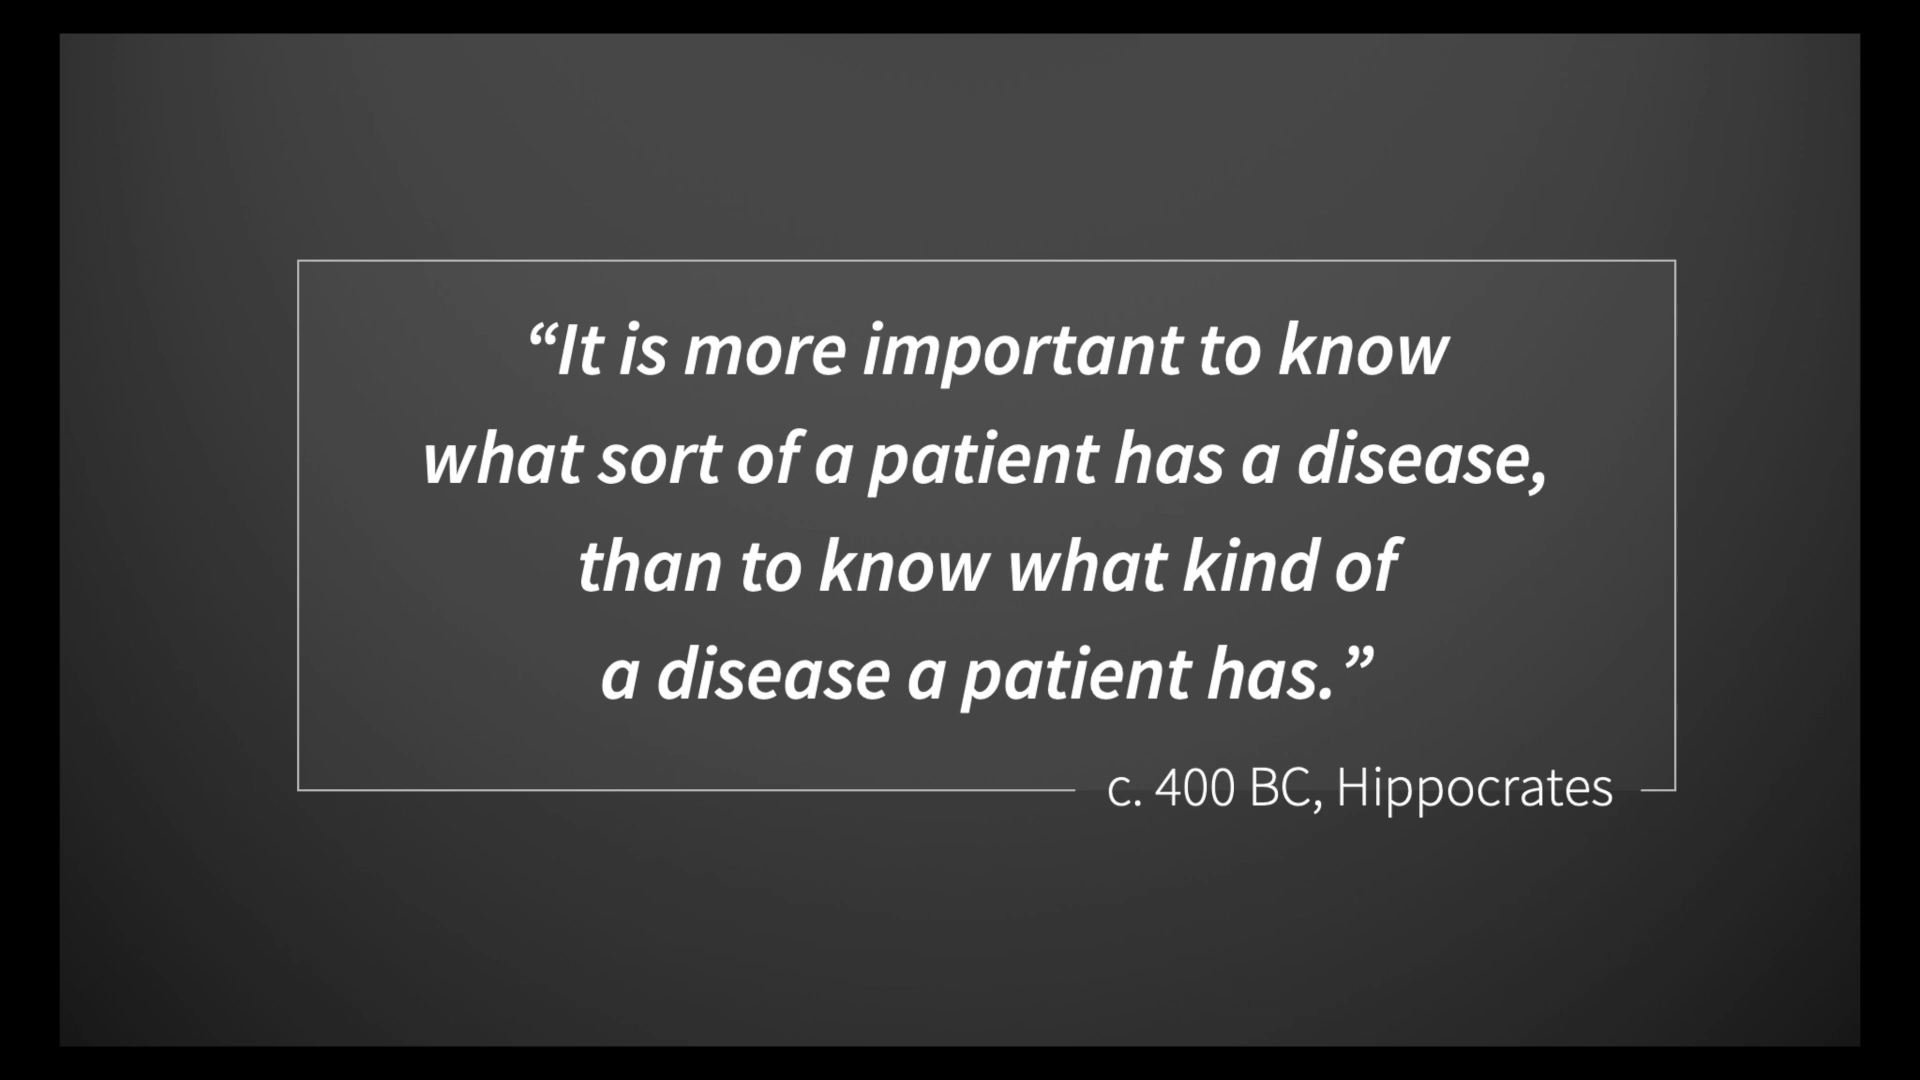 “It is more important to know
what sort of a patient has a disease,
than to know what kind of
a disease a patient has.”
c. 400 BC, Hippocrates